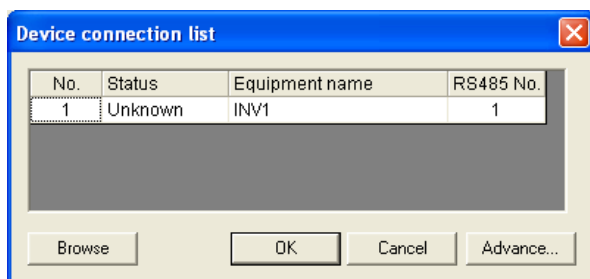 Device connection list
No. Status Equipment name RS485 No.
1 Unknown INV1 1
Browse OK Cancel Advance...